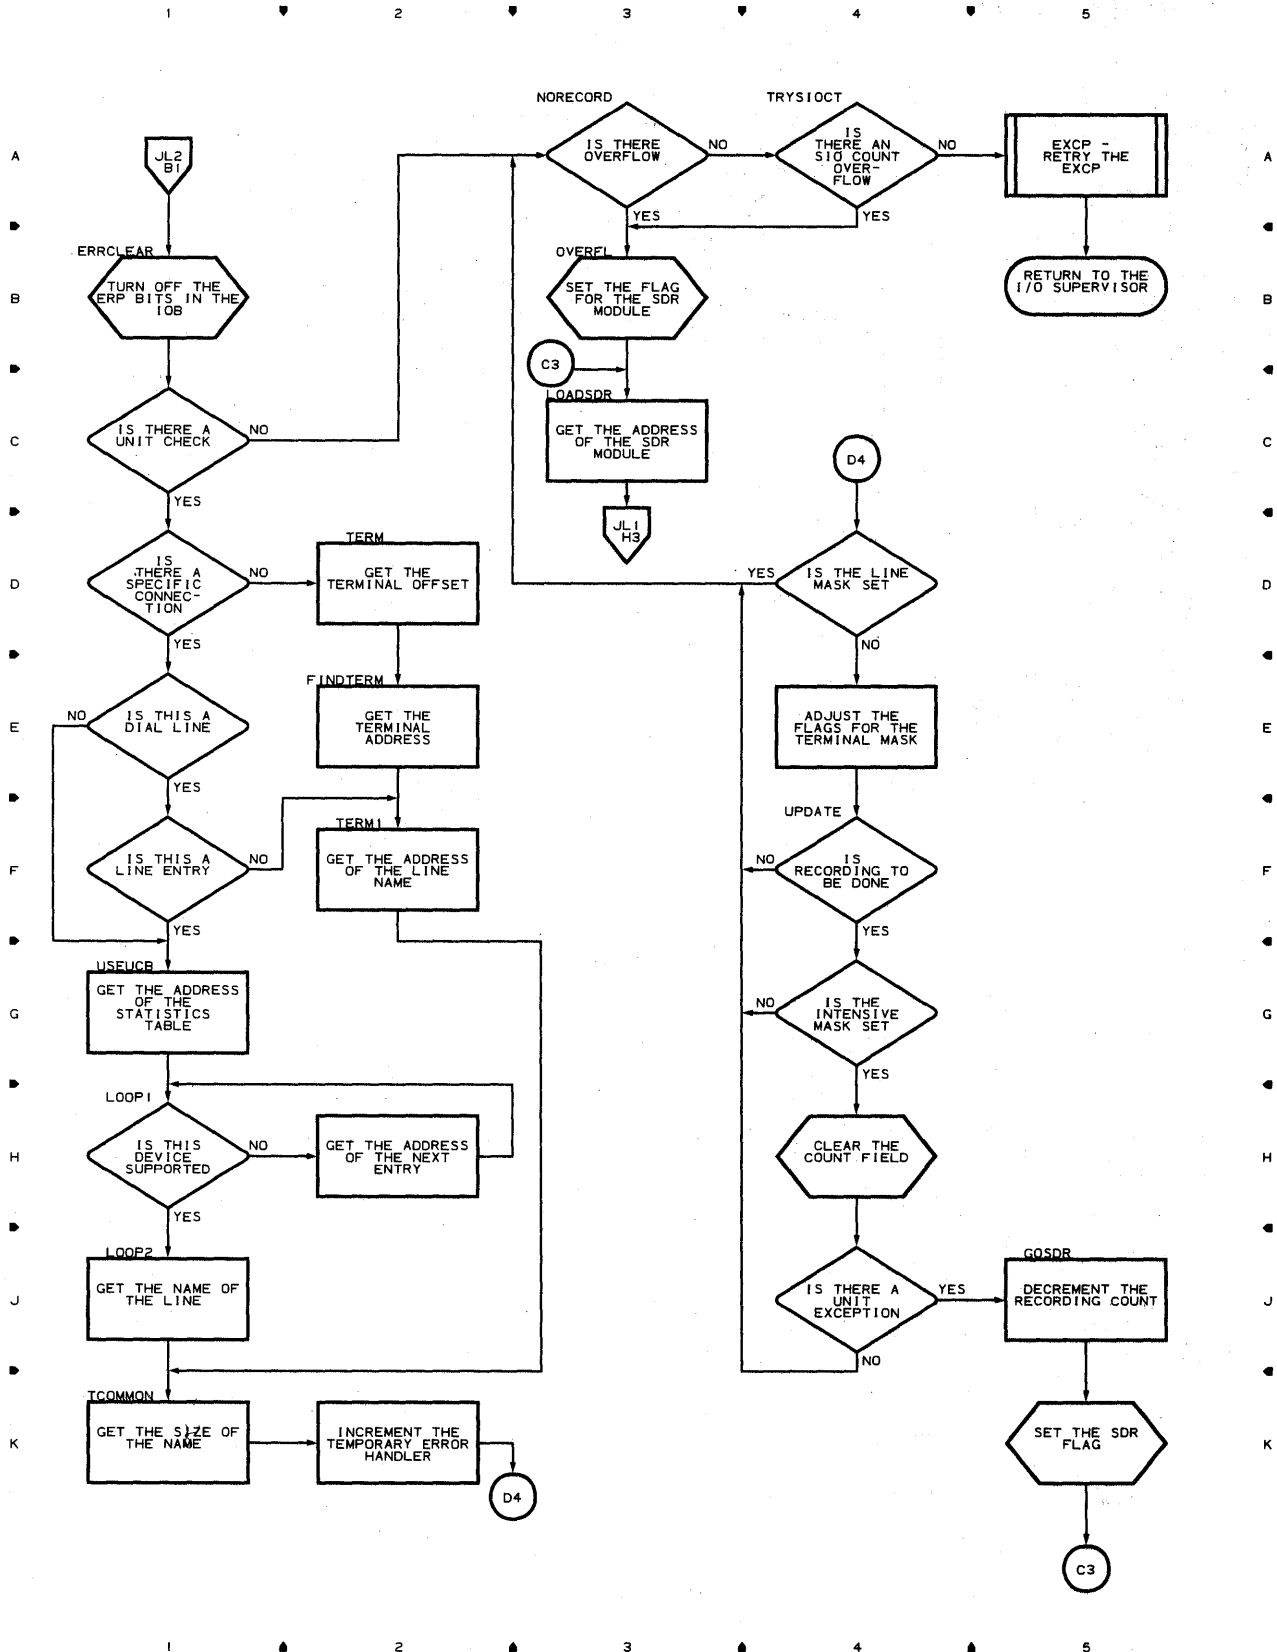 1 2 3 4 5
NORECORD
TRYSIOCT
A
JL2
B1
IS THERE
OVERFLOW
NO
IS
THERE AN
SIO COUNT
OVER-
FLOW
NO
EXCP -
RETRY THE
EXCP
A
YES
YES
ERRCLEAR
OVERFL
B
TURN OFF THE
ERP BITS IN THE
IOB
SET THE FLAG
FOR THE SDR
MODULE
RETURN TO THE
I/O SUPERVISOR
B
C3
LOADSDR
C
IS THERE A
UNIT CHECK
NO
GET THE ADDRESS
OF THE SDR
MODULE
D4
C
YES
JL1
H3
TERM
D
IS
THERE A
SPECIFIC
CONNEC-
TION
NO
GET THE
TERMINAL OFFSET
YES
IS THE LINE
MASK SET
D
YES
NO
FINDTERM
E
NO
IS THIS A
DIAL LINE
GET THE
TERMINAL
ADDRESS
ADJUST THE
FLAGS FOR THE
TERMINAL MASK
E
YES
UPDATE
TERM1
F
IS THIS A
LINE ENTRY
NO
GET THE ADDRESS
OF THE LINE
NAME
NO
IS
RECORDING TO
BE DONE
F
YES
YES
USEUCB
G
GET THE ADDRESS
OF THE
STATISTICS
TABLE
NO
IS THE
INTENSIVE
MASK SET
G
YES
LOOP1
H
IS THIS
DEVICE
SUPPORTED
NO
GET THE ADDRESS
OF THE NEXT
ENTRY
CLEAR THE
COUNT FIELD
H
YES
LOOP2
GOSDR
J
GET THE NAME OF
THE LINE
IS THERE A
UNIT
EXCEPTION
YES
DECREMENT THE
RECORDING COUNT
J
NO
TCOMMON
K
GET THE SIZE OF
THE NAME
INCREMENT THE
TEMPORARY ERROR
HANDLER
SET THE SDR
FLAG
K
D4
C3
1 2 3 4 5